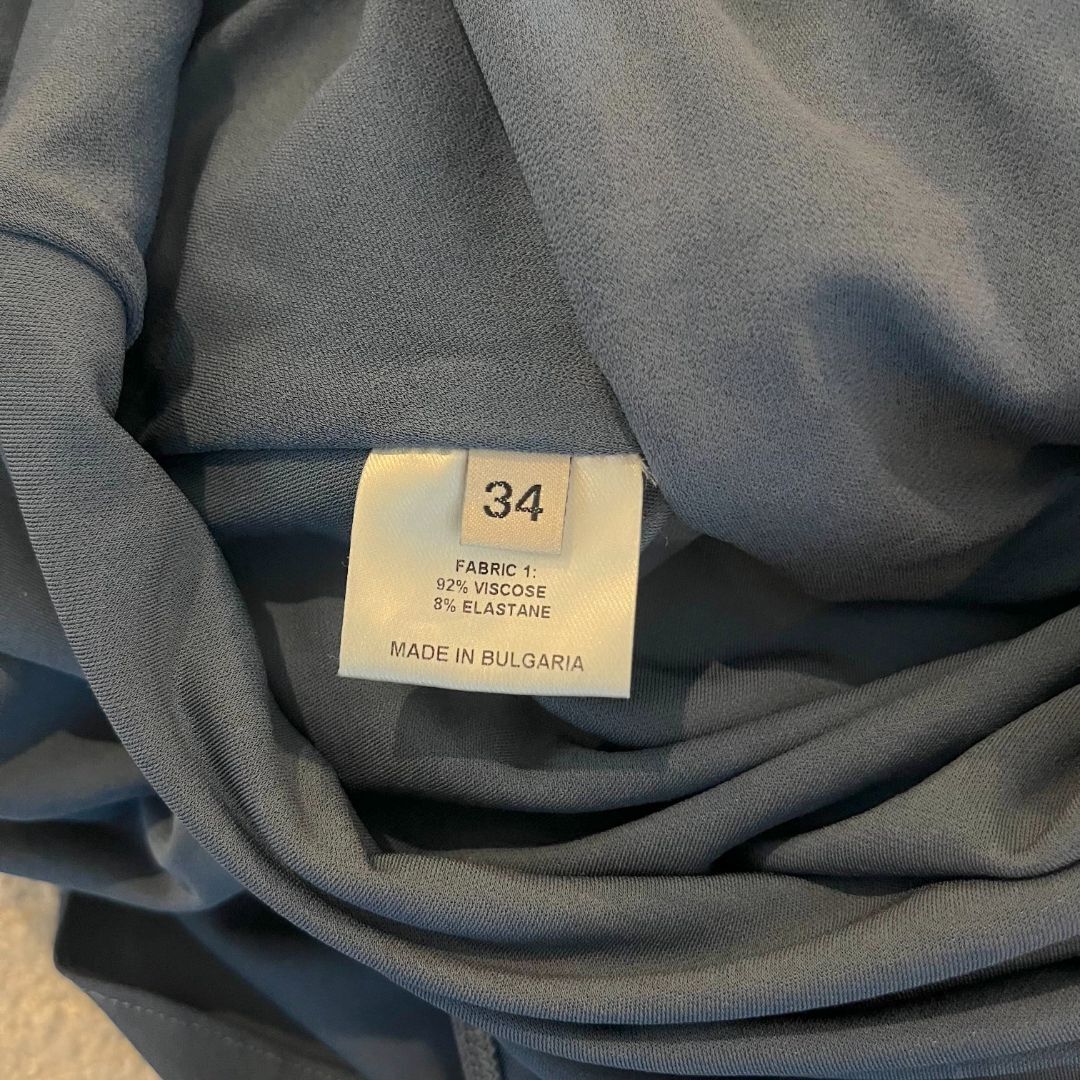 34
FABRIC 1:
92% VISCOSE
8% ELASTANE
MADE IN BULGARIA